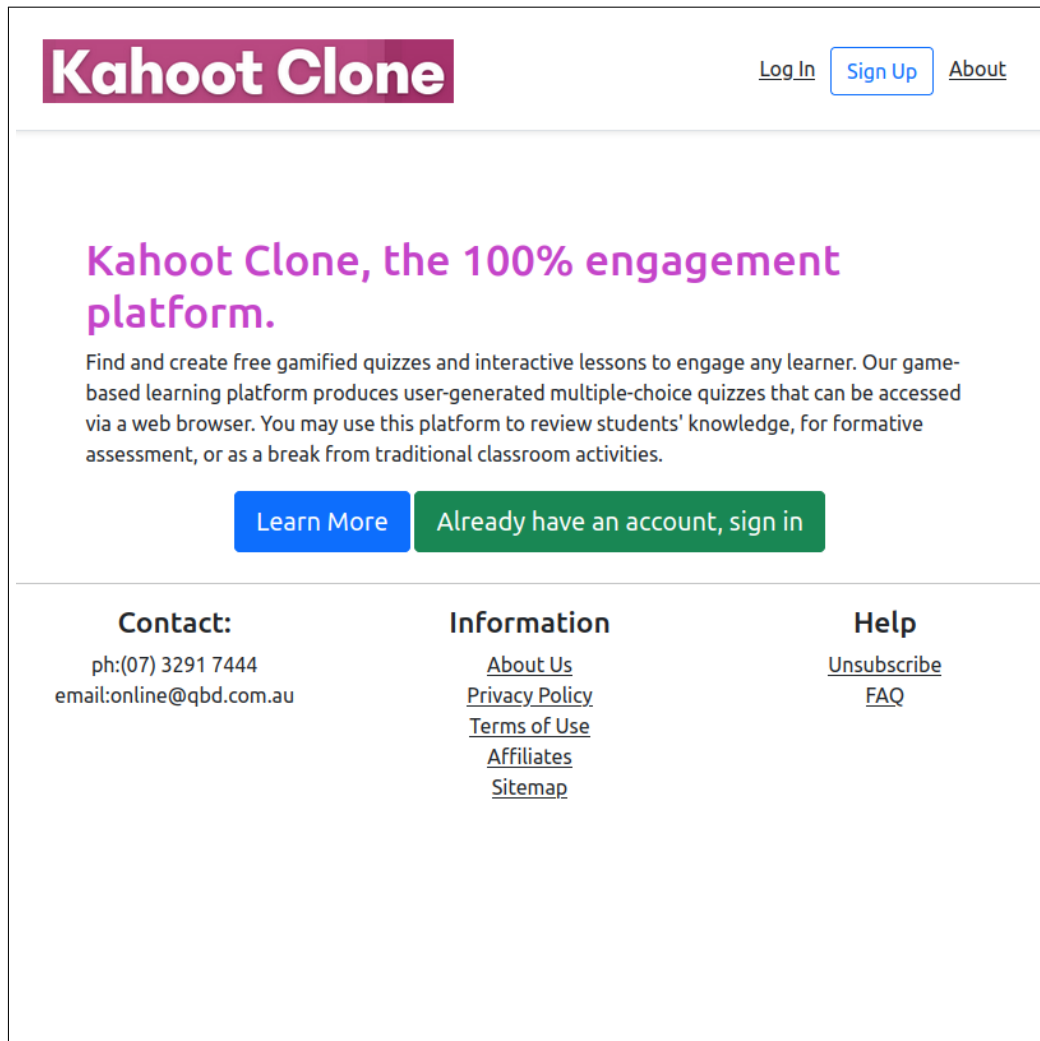 Kahoot Clone
Log In
Sign Up
About
Kahoot Clone, the 100% engagement
platform.
Find and create free gamified quizzes and interactive lessons to engage any learner. Our game-
based learning platform produces user-generated multiple-choice quizzes that can be accessed
via a web browser. You may use this platform to review students' knowledge, for formative
assessment, or as a break from traditional classroom activities.
Learn More
Already have an account, sign in
Contact:
ph:(07) 3291 7444
email:online@qbd.com.au
Information
About Us
Privacy Policy
Terms of Use
Affiliates
Sitemap
Help
Unsubscribe
FAQ